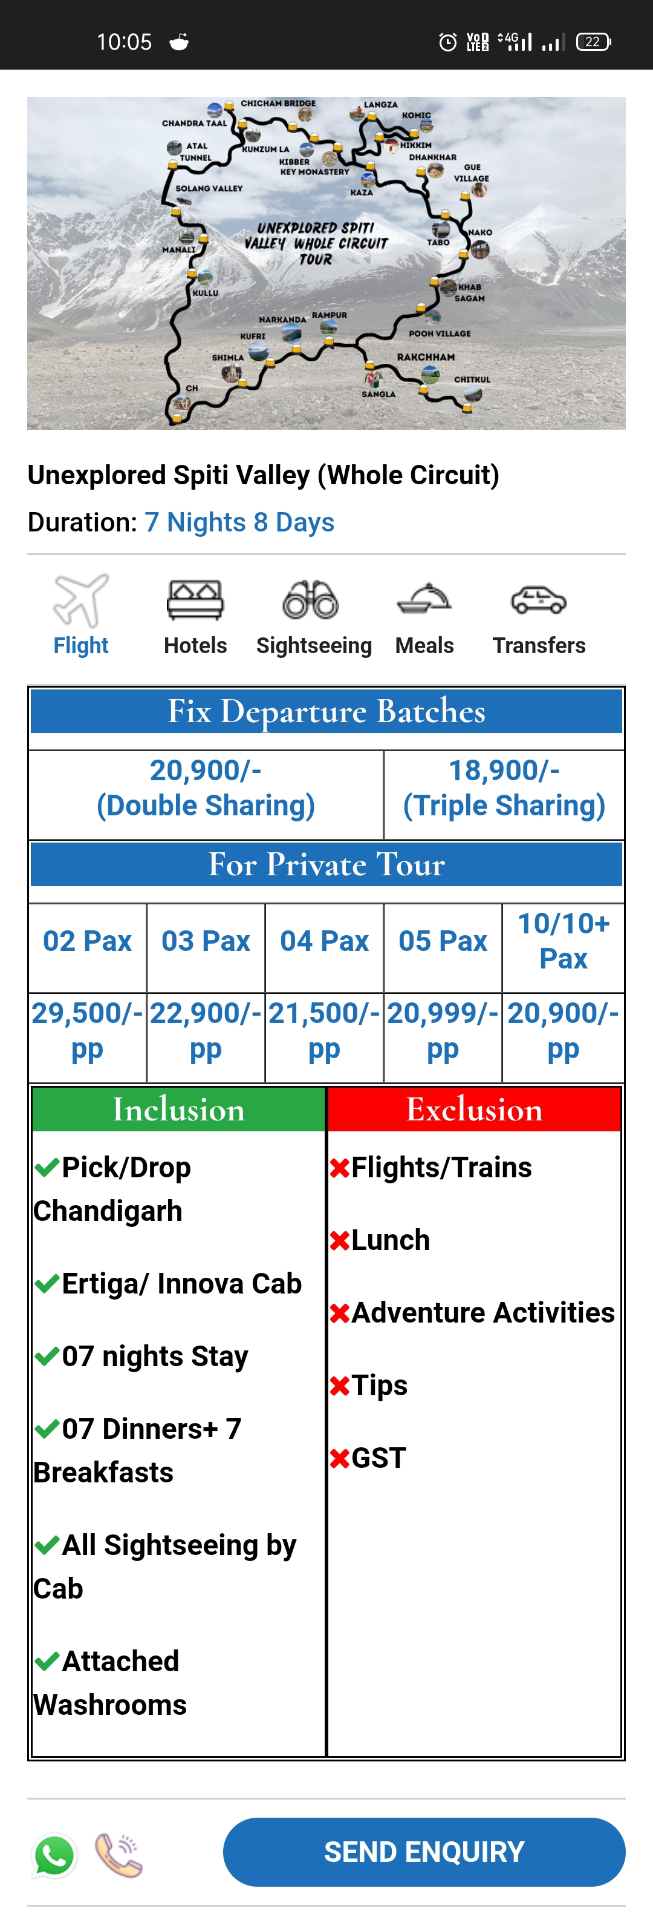 10:05
Vo LTE 2
4G
22
CHICHAM BRIDGE
LANGZA
CHANDRA TAAL
KOMIC
ATAL
TUNNEL
KUNZUM LA
HIKKIM
KIBBER
DHANKHAR
KEY MONASTERY
GUE
VILLAGE
SOLANG VALLEY
KAZA
UNEXPLORED SPITI
VALLEY WHOLE CIRCUIT
TOUR
NAKO
TABO
MANALI
KULLU
KHAB
SAGAM
NARKANDA
RAMPUR
KUFRI
POOH VILLAGE
SHIMLA
RAKCHHAM
CHITKUL
CH
SANGLA
Unexplored Spiti Valley (Whole Circuit)
Duration: 7 Nights 8 Days
Flight Hotels Sightseeing Meals Transfers
Fix Departure Batches
20,900/-
(Double Sharing)
18,900/-
(Triple Sharing)
For Private Tour
02 Pax
03 Pax
04 Pax
05 Pax
10/10+
Pax
29,500/-
pp
22,900/-
pp
21,500/-
pp
20,999/-
pp
20,900/-
pp
Inclusion
Pick/Drop
Chandigarh
Ertiga/ Innova Cab
07 nights Stay
07 Dinners+ 7
Breakfasts
All Sightseeing by
Cab
Attached
Washrooms
Exclusion
Flights/Trains
Lunch
Adventure Activities
Tips
GST
SEND ENQUIRY